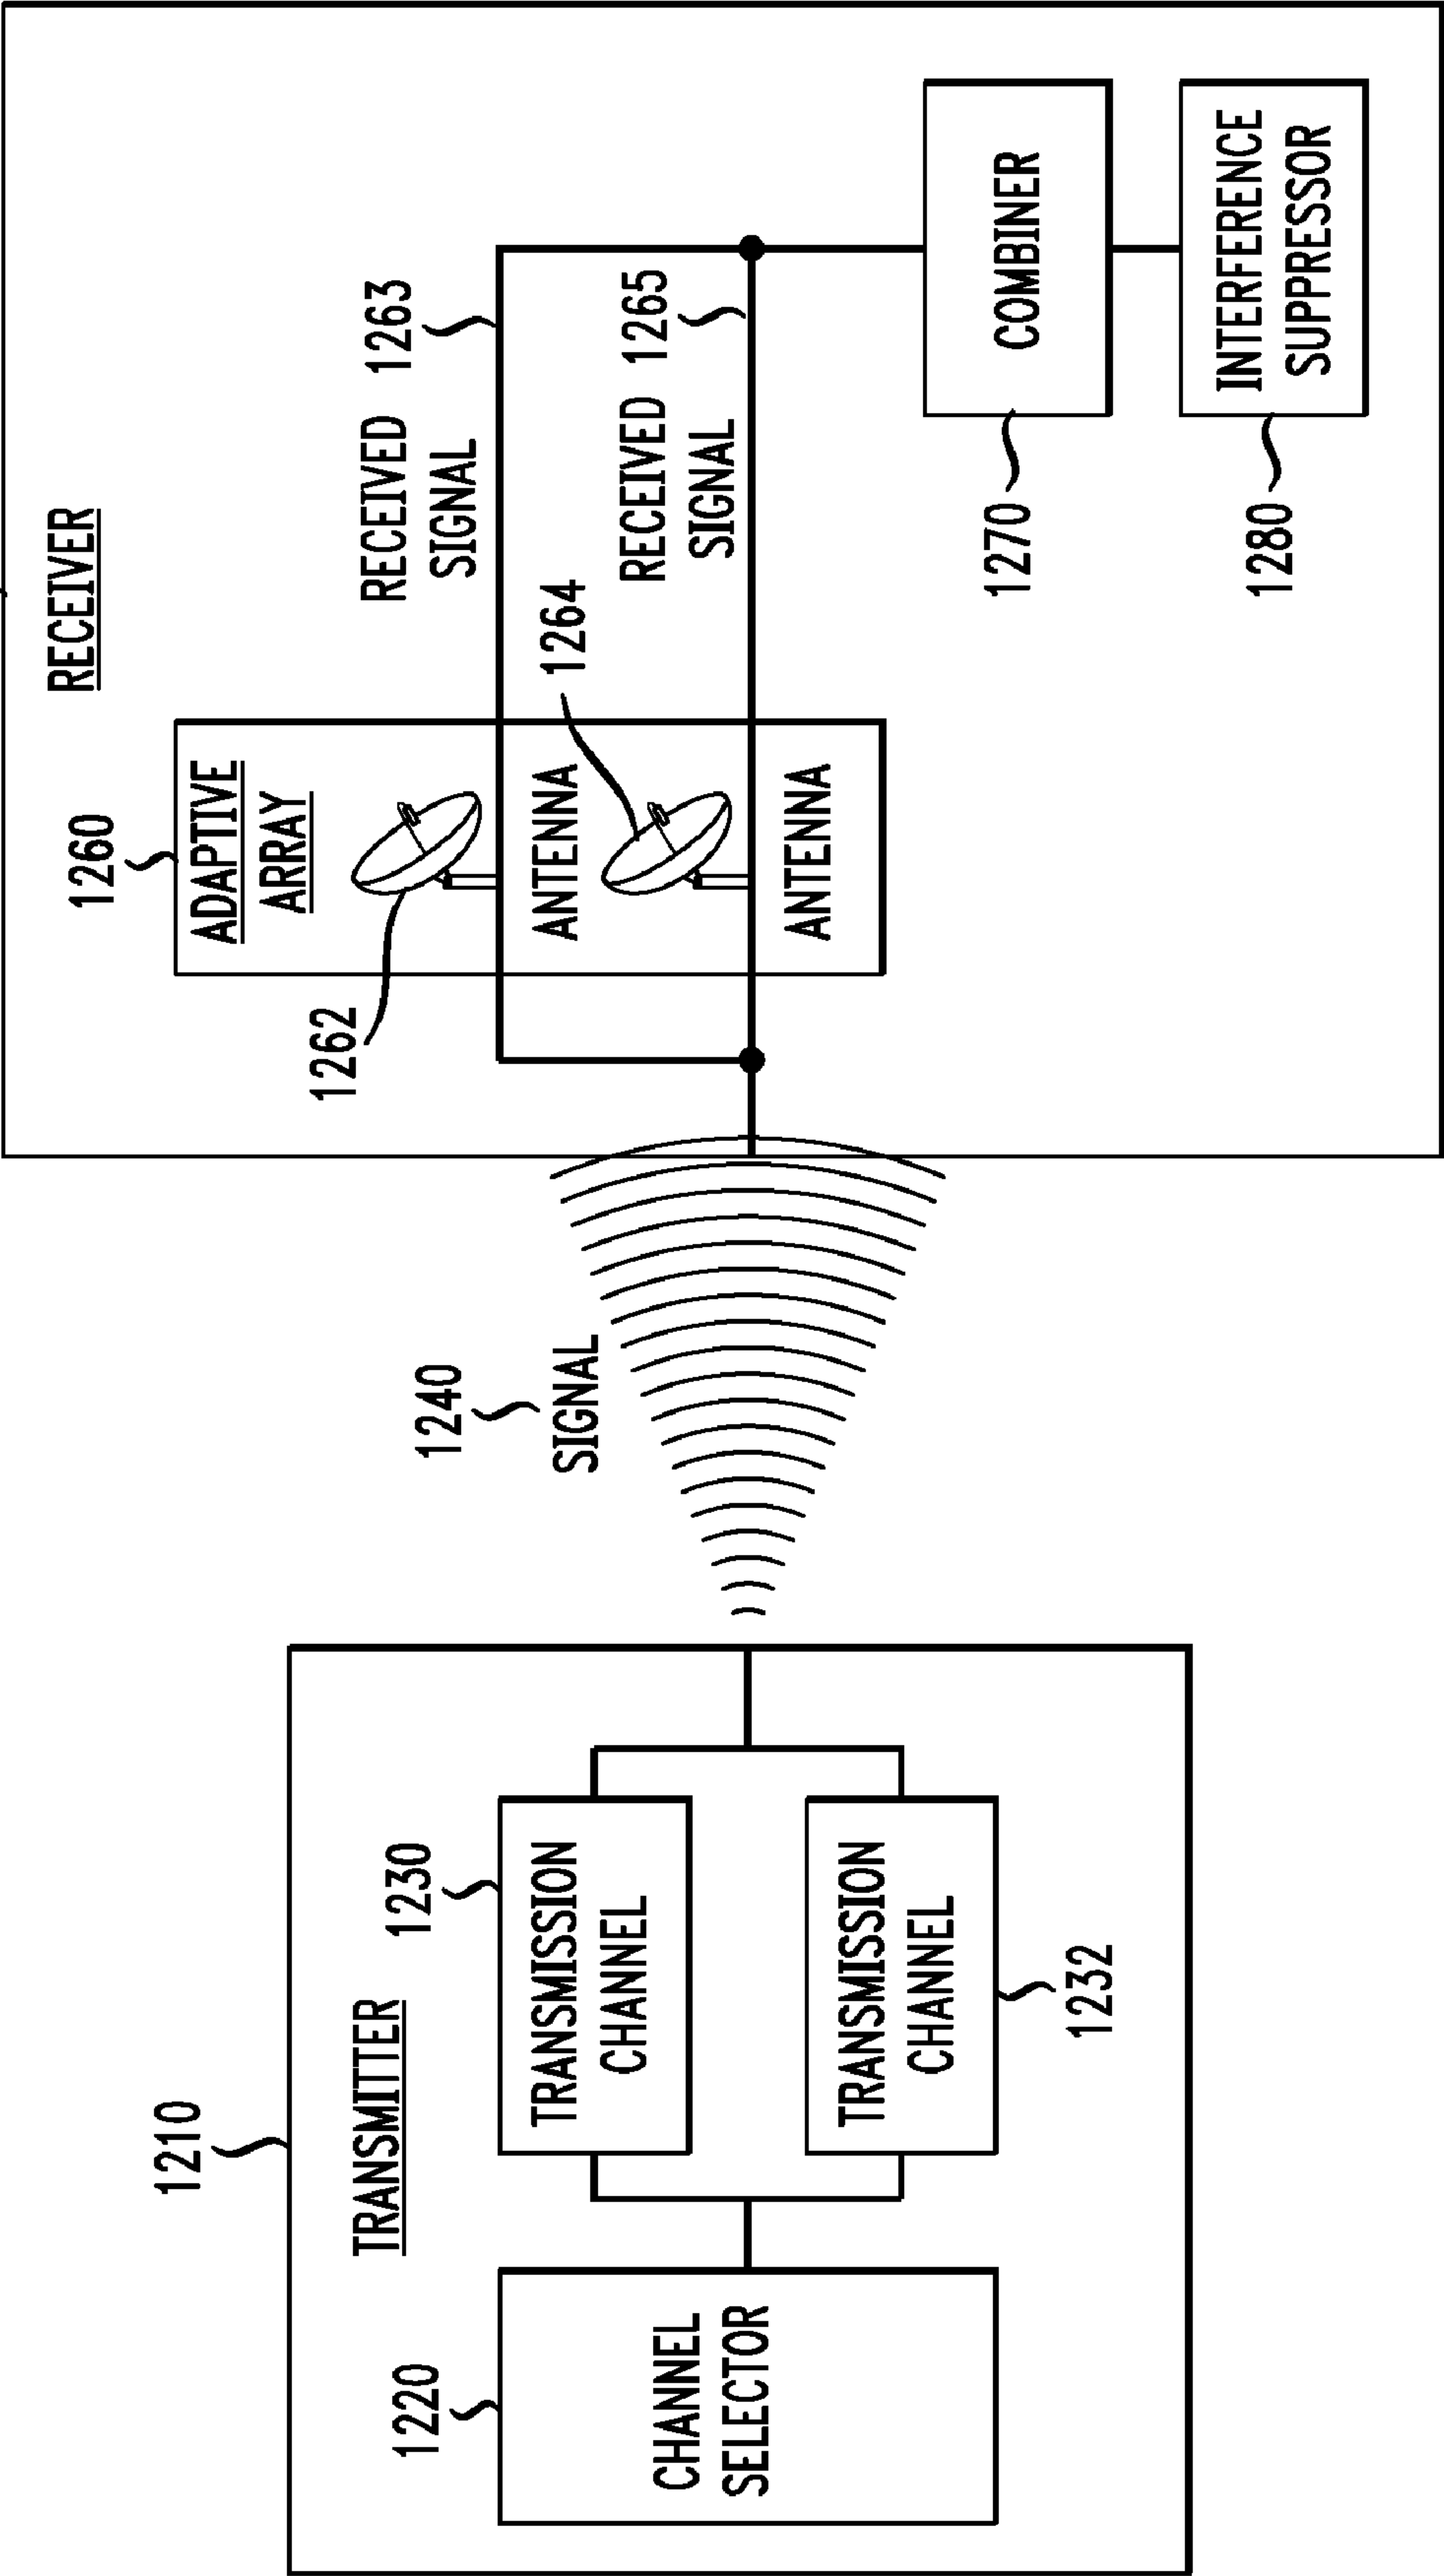 1210
TRANSMITTER
1220
CHANNEL
SELECTOR
1230
TRANSMISSION
CHANNEL
TRANSMISSION
CHANNEL
1232
1240
SIGNAL
RECEIVER
1260
ADAPTIVE
ARRAY
1262
ANTENNA
1264
ANTENNA
RECEIVED 1263
SIGNAL
RECEIVED 1265
SIGNAL
COMBINER
1270
INTERFERENCE
SUPPRESSOR
1280